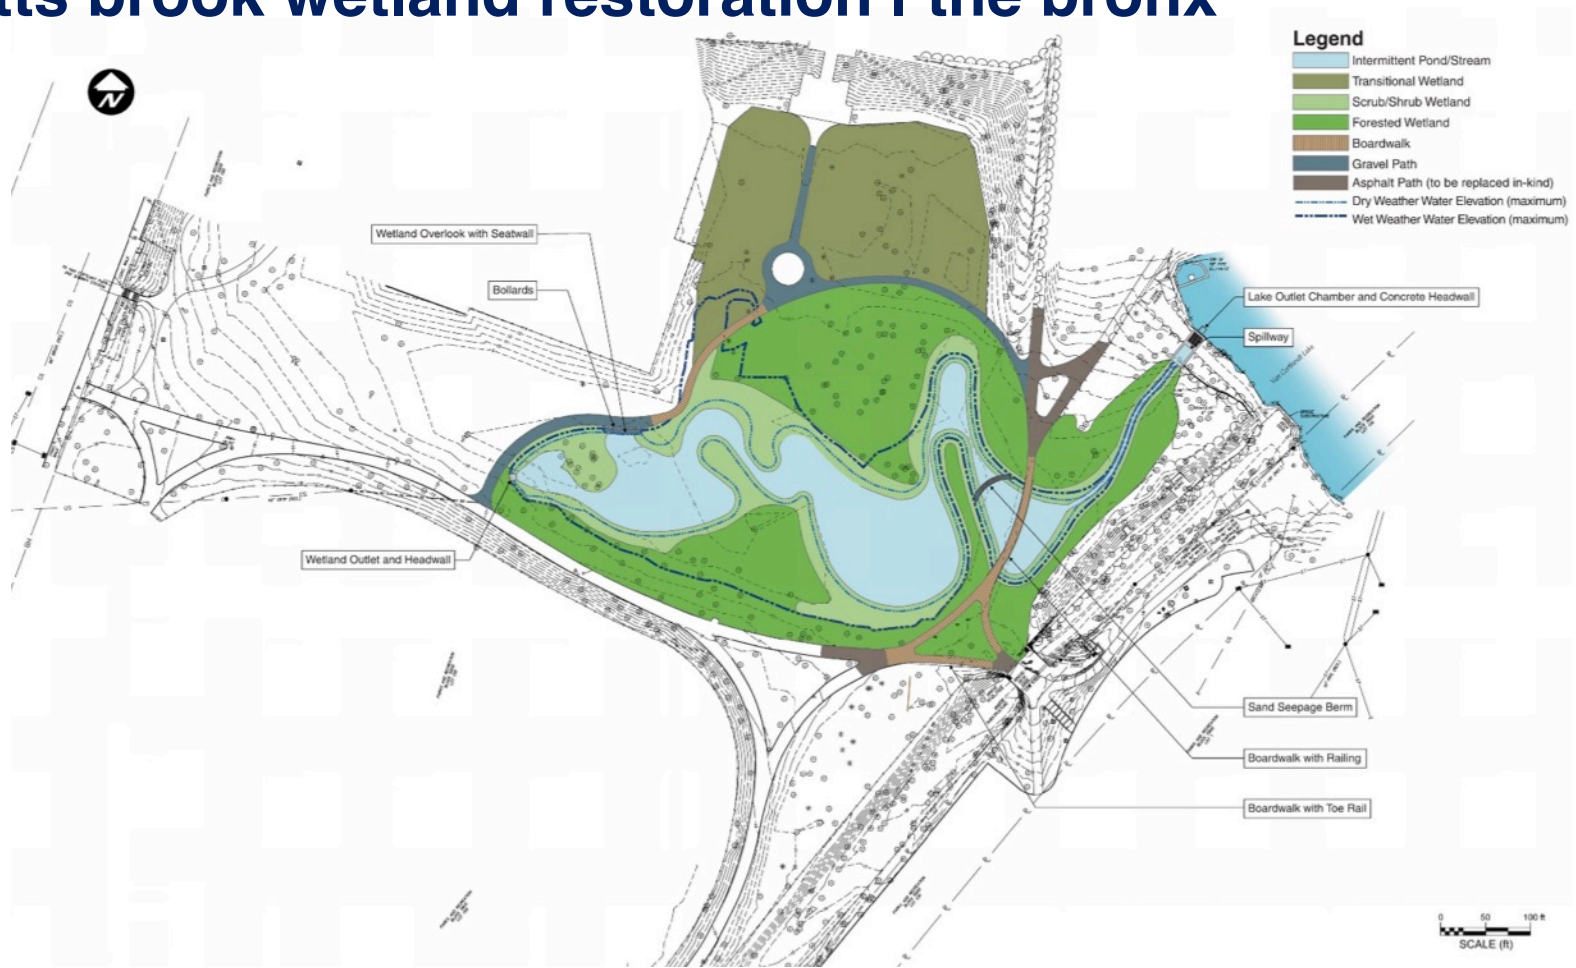 tts brook wetland restoration | the bronx
N
Legend
Intermittent Pond/Stream
Transitional Wetland
Scrub/Shrub Wetland
Forested Wetland
Boardwalk
Gravel Path
Asphalt Path (to be replaced in-kind)
Dry Weather Water Elevation (maximum)
Wet Weather Water Elevation (maximum)
Wetland Overlook with Seatwall
Bollards
Lake Outlet Chamber and Concrete Headwall
Spillway
Van Cortlandt Lake
Wetland Outlet and Headwall
Sand Seepage Berm
Boardwalk with Railing
Boardwalk with Toe Rail
0 50 100 ft
SCALE (ft)